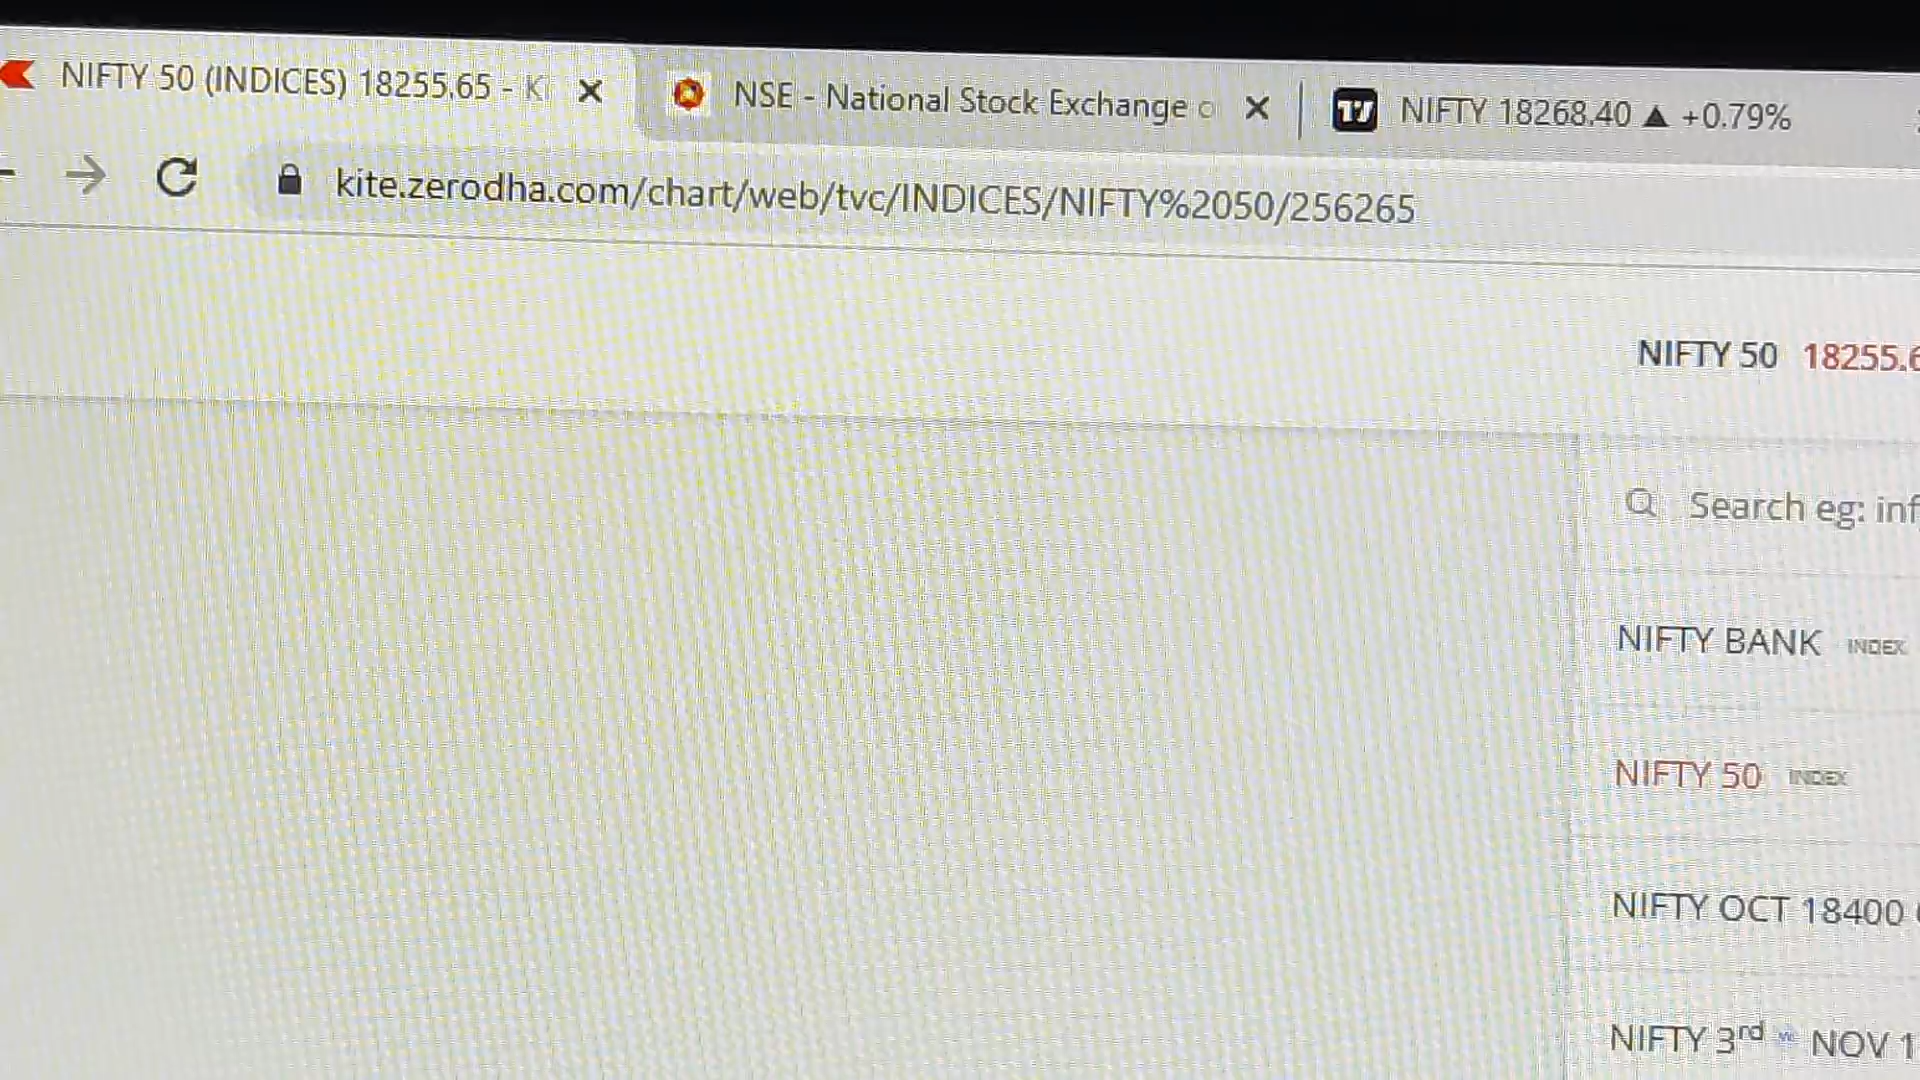 NIFTY 50 (INDICES) 18255.65 - K
NSE - National Stock Exchange o
NIFTY 18268.40 ▲ +0.79%
kite.zerodha.com/chart/web/tvc/INDICES/NIFTY%2050/256265
NIFTY 50 18255.6
Search eg: inf
NIFTY BANK INDEX
NIFTY 50 INDEX
NIFTY OCT 18400
NIFTY 3rd NOV 1